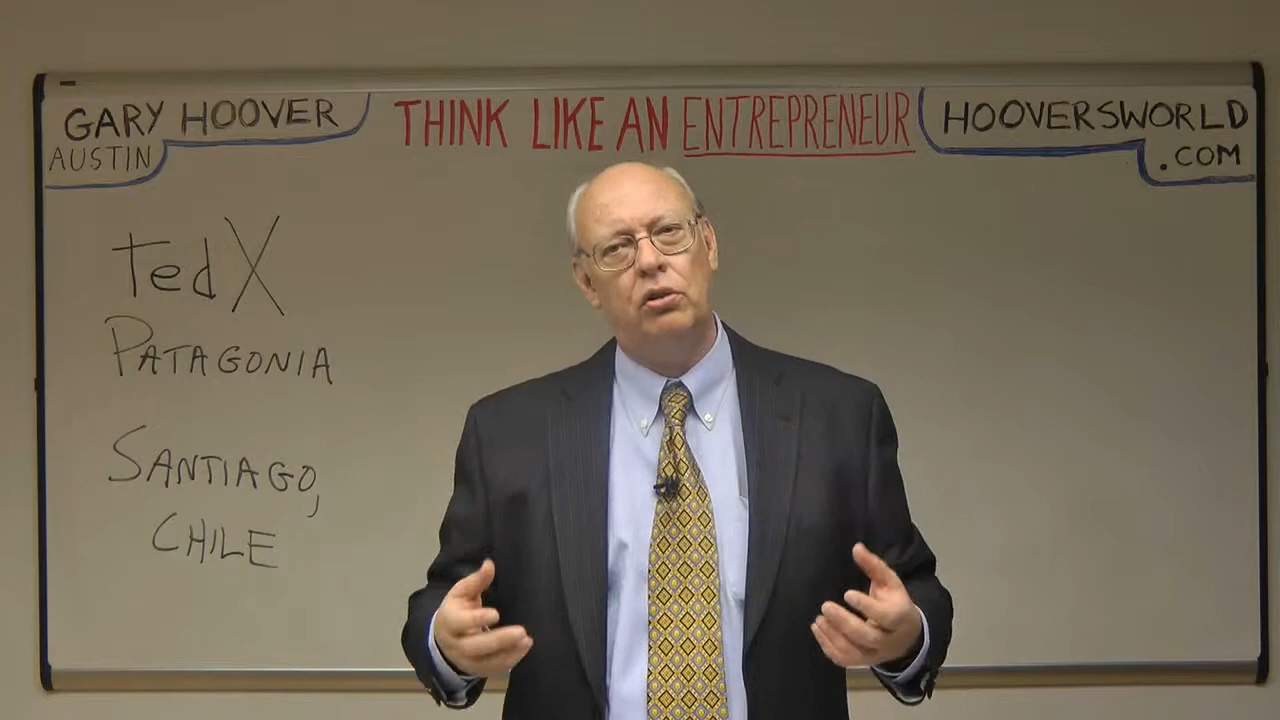 GARY HOOVER
AUSTIN
THINK LIKE AN ENTREPRENEUR
HOOVERSWORLD
.COM
TedX
PATAGONIA
SANTIAGO,
CHILE